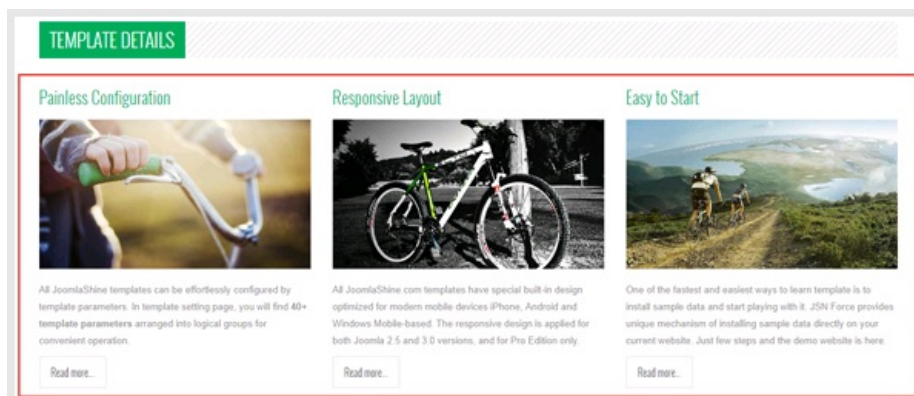 TEMPLATE DETAILS
Painless Configuration
All JoomlaShine templates can be effortlessly configured by
template parameters. In template setting page, you will find 40+
template parameters arranged into logical groups for
convenient operation.
Read more...
Responsive Layout
All JoomlaShine.com templates have special built-in design
optimized for modern mobile devices iPhone, Android and
Windows Mobile-based. The responsive design is applied for
both Joomla 2.5 and 3.0 versions, and for Pro Edition only.
Read more...
Easy to Start
One of the fastest and easiest ways to learn template is to
install sample data and start playing with it. JSN Force provides
unique mechanism of installing sample data directly on your
current website. Just few steps and the demo website is here.
Read more...